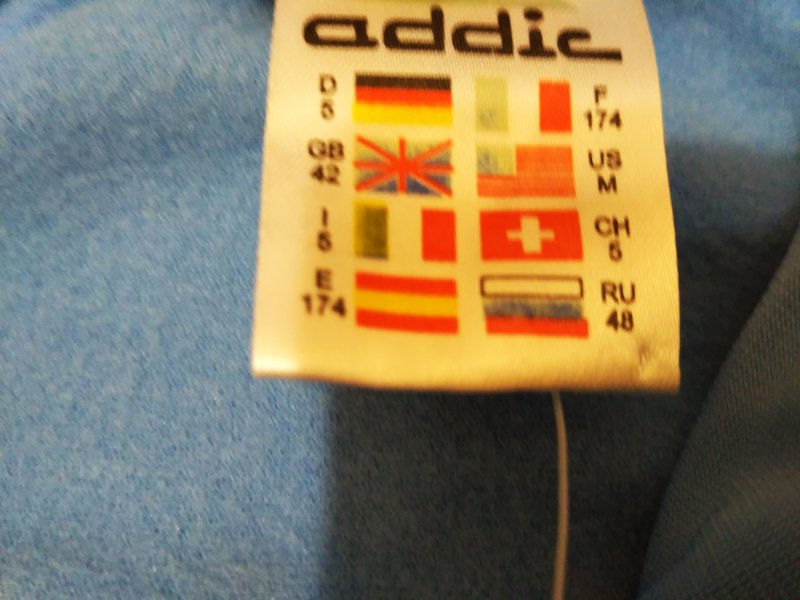 addic
D 5
F 174
GB 42
US M
I 5
CH 5
E 174
RU 48